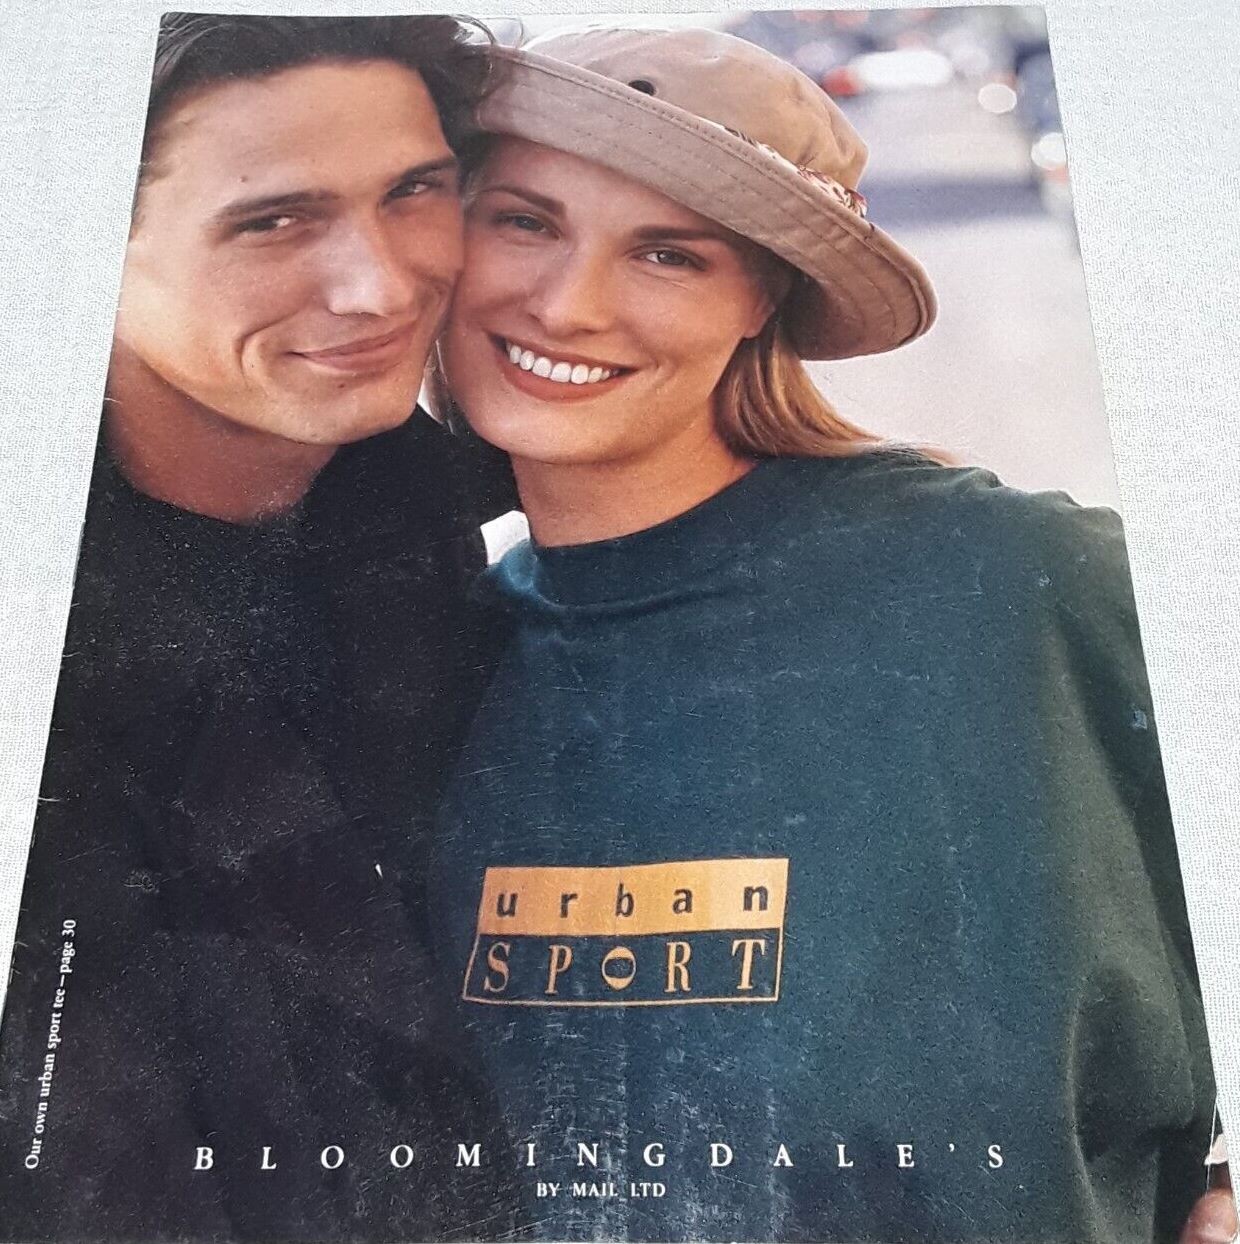 urban
SPORT
Our own urban sport tee—page 30
BLOOMINGDALE'S
BY MAIL LTD